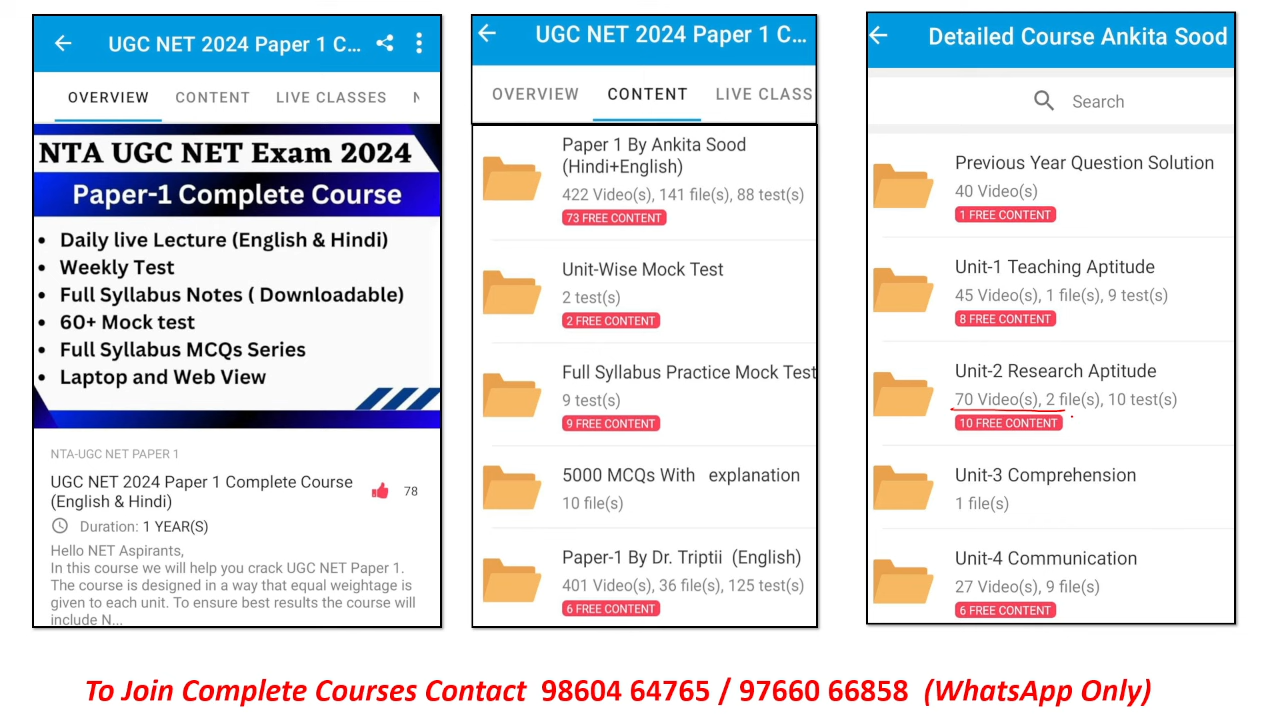 UGC NET 2024 Paper 1 C...
OVERVIEW CONTENT LIVE CLASSES
NTA UGC NET Exam 2024
Paper-1 Complete Course
• Daily live Lecture (English & Hindi)
• Weekly Test
• Full Syllabus Notes ( Downloadable)
• 60+ Mock test
• Full Syllabus MCQs Series
• Laptop and Web View
NTA-UGC NET PAPER 1
UGC NET 2024 Paper 1 Complete Course
(English & Hindi)
78
Duration: 1 YEAR(S)
Hello NET Aspirants,
In this course we will help you crack UGC NET Paper 1.
The course is designed in a way that equal weightage is
given to each unit. To ensure best results the course will
include N...
UGC NET 2024 Paper 1 C...
OVERVIEW CONTENT LIVE CLASS
Paper 1 By Ankita Sood
(Hindi+English)
422 Video(s), 141 file(s), 88 test(s)
73 FREE CONTENT
Unit-Wise Mock Test
2 test(s)
2 FREE CONTENT
Full Syllabus Practice Mock Test
9 test(s)
9 FREE CONTENT
5000 MCQs With explanation
10 file(s)
Paper-1 By Dr. Triptii (English)
401 Video(s), 36 file(s), 125 test(s)
6 FREE CONTENT
Detailed Course Ankita Sood
Search
Previous Year Question Solution
40 Video(s)
1 FREE CONTENT
Unit-1 Teaching Aptitude
45 Video(s), 1 file(s), 9 test(s)
8 FREE CONTENT
Unit-2 Research Aptitude
70 Video(s), 2 file(s), 10 test(s)
10 FREE CONTENT
Unit-3 Comprehension
1 file(s)
Unit-4 Communication
27 Video(s), 9 file(s)
6 FREE CONTENT
To Join Complete Courses Contact 98604 64765 / 97660 66858 (WhatsApp Only)